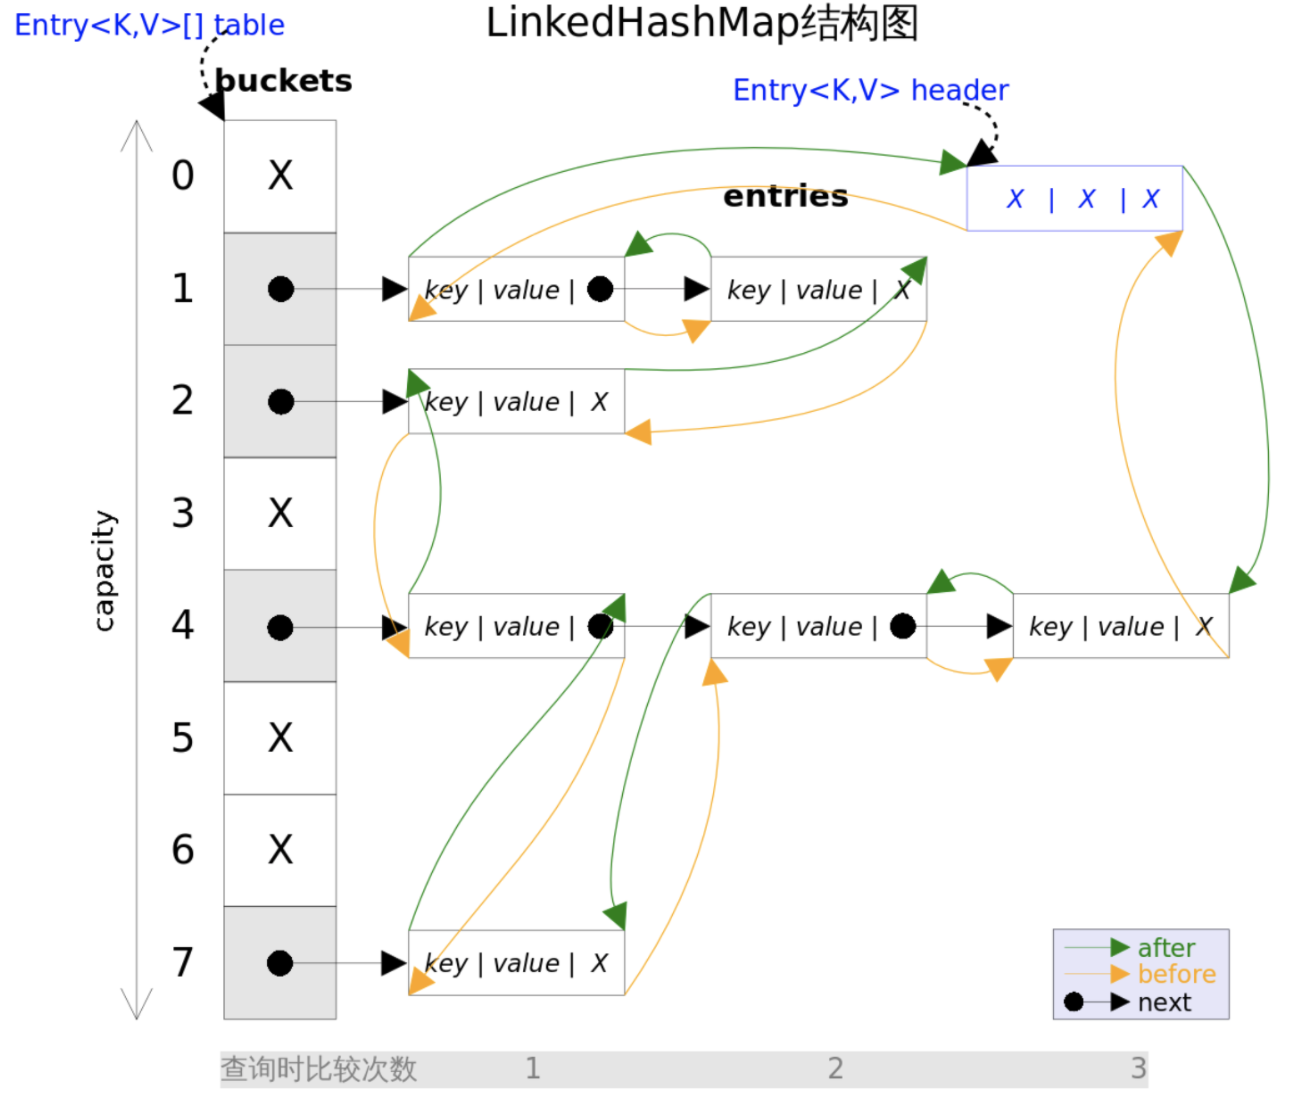 LinkedHashMap结构图
Entry<K,V>[] table
buckets
Entry<K,V> header
entries
X | X | X
0 X
1 key | value | key | value | X
2 key | value | X
3 X
capacity
4 key | value | key | value | key | value | X
5 X
6 X
7 key | value | X
after
before
next
查询时比较次数 1 2 3